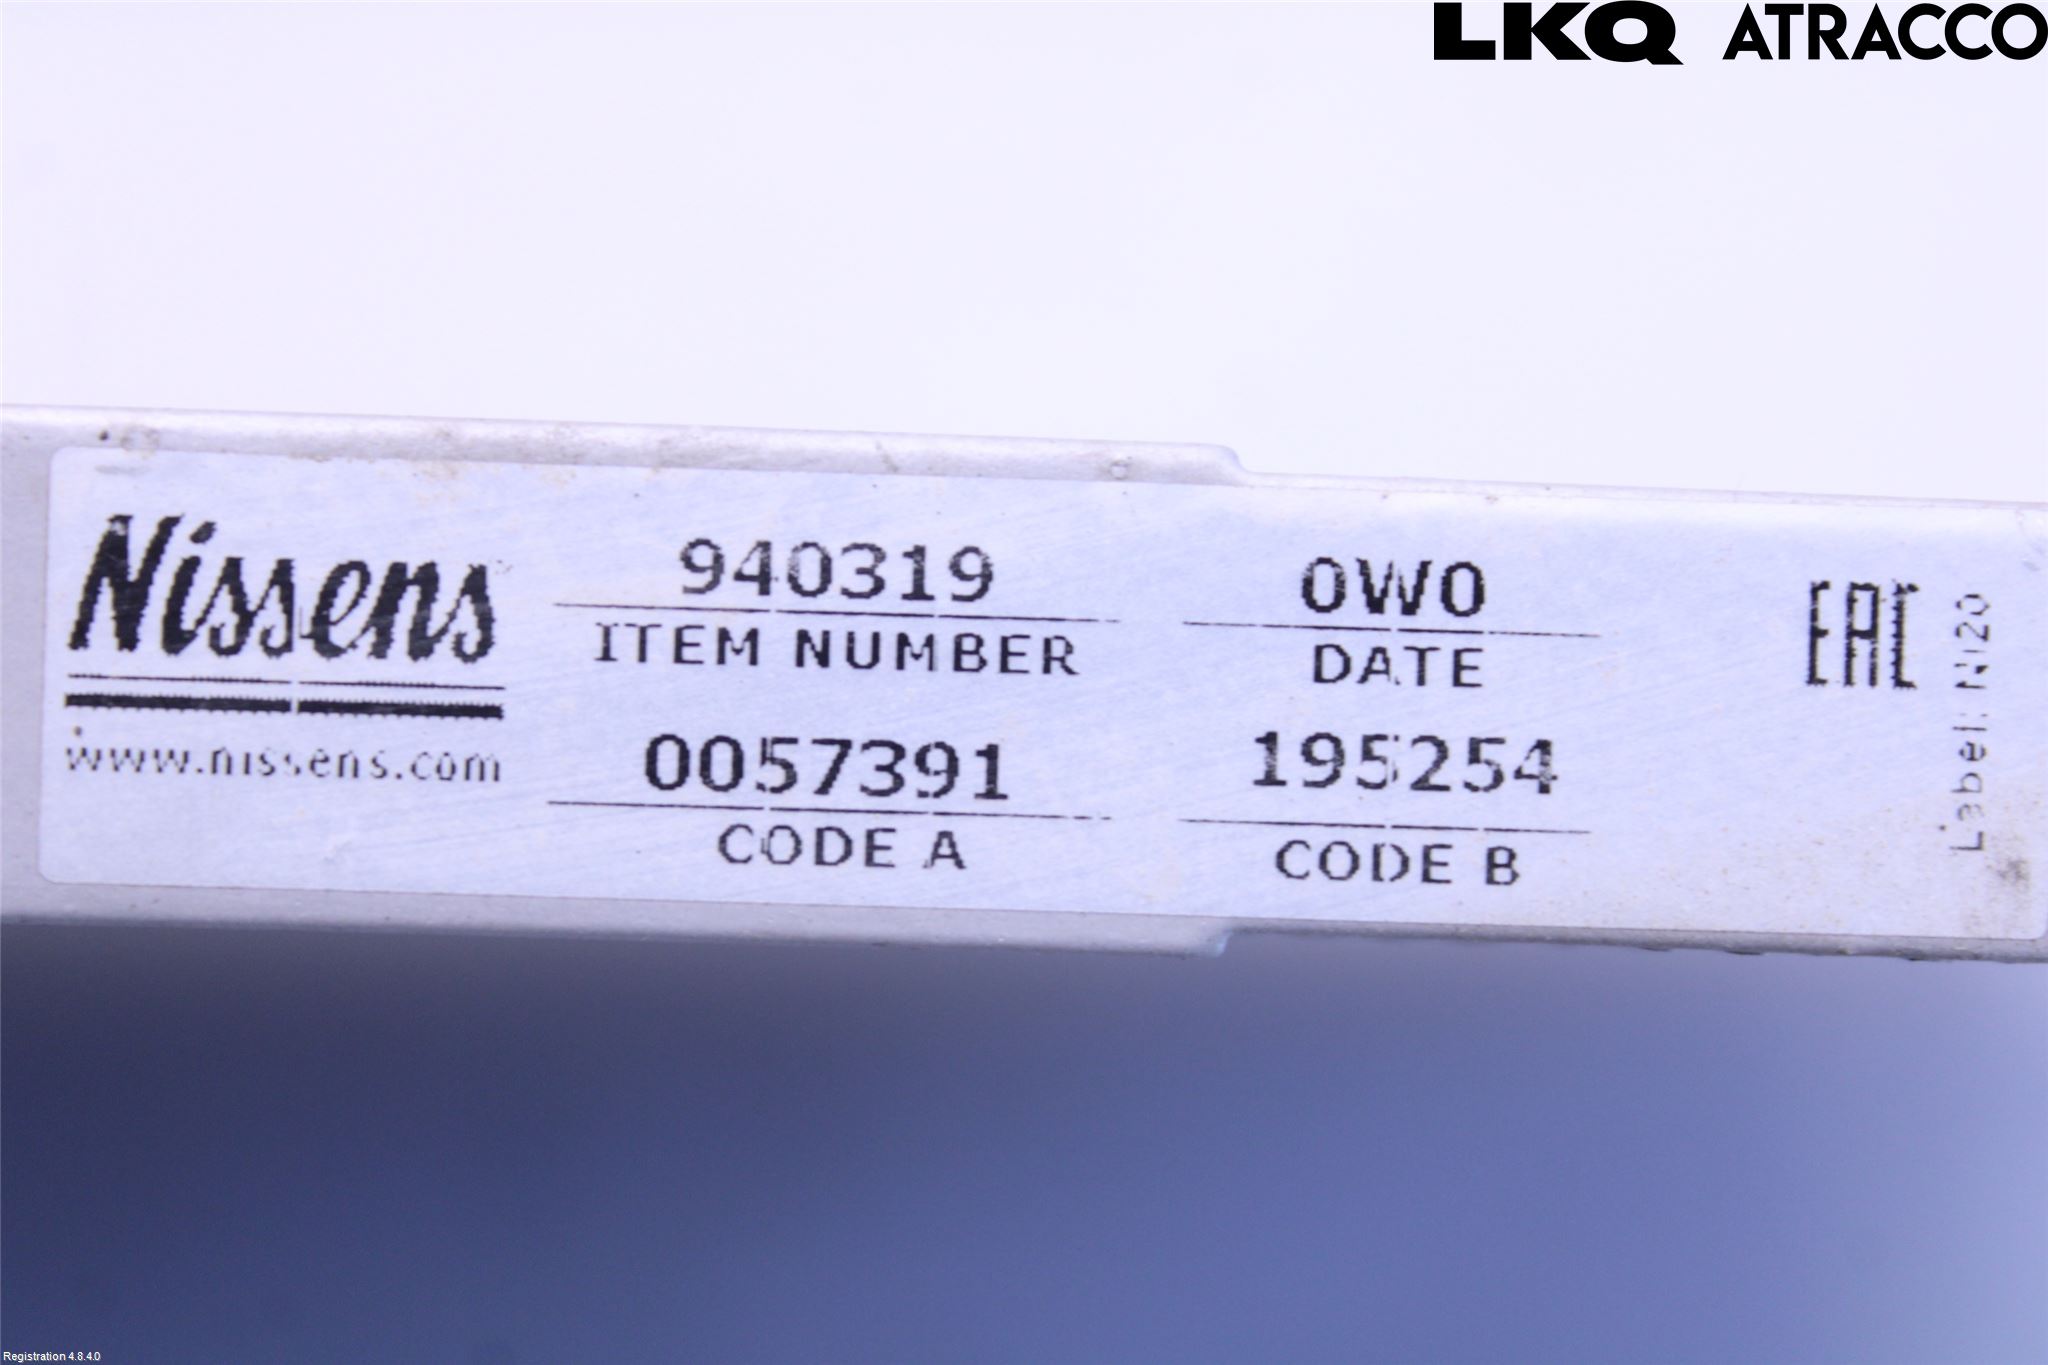 LKQ ATRACCO
Nissens
www.nissens.com
940319
ITEM NUMBER
0W0
DATE
0057391
CODE A
195254
CODE B
EAC
Label: NI20
Registration 4.8.4.0